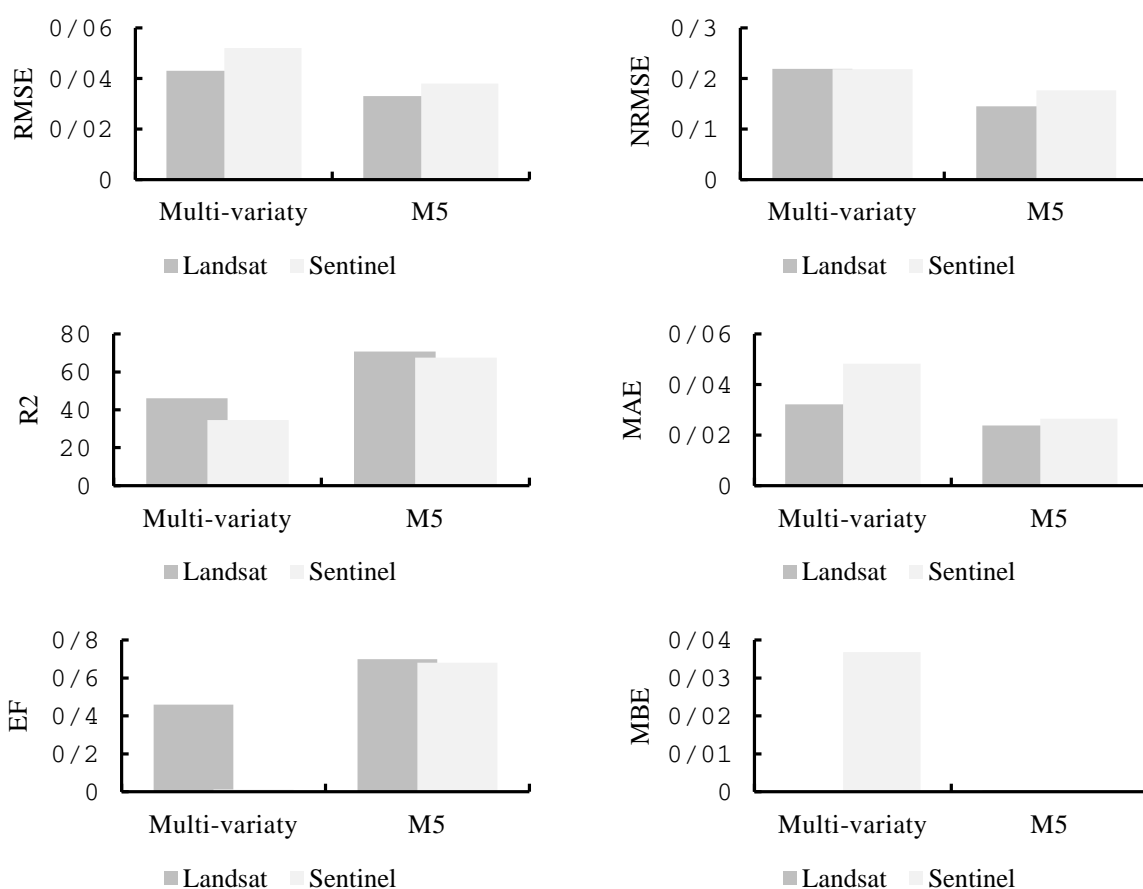 RMSE
0/06
0/04
0/02
0
Multi-variaty M5
Landsat Sentinel
NRMSE
0/3
0/2
0/1
0
Multi-variaty M5
Landsat Sentinel
R2
80
60
40
20
0
Multi-variaty M5
Landsat Sentinel
MAE
0/06
0/04
0/02
0
Multi-variaty M5
Landsat Sentinel
EF
0/8
0/6
0/4
0/2
0
Multi-variaty M5
Landsat Sentinel
MBE
0/04
0/03
0/02
0/01
0
Multi-variaty M5
Landsat Sentinel